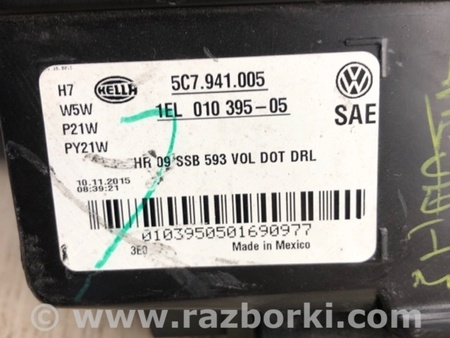 H7 HELLA 5C7.941.005
W5W 1EL 010 395-05 SAE
P21W
PY21W
HR 09 SSB 593 VOL DOT DRL
10.11.2015
08:39:21
0103950501690977
Made in Mexico
www.razborki.com